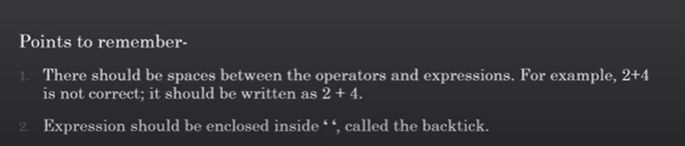 Points to remember-
1. There should be spaces between the operators and expressions. For example, 2+4
is not correct; it should be written as 2 + 4.
2. Expression should be enclosed inside ‘ ‘, called the backtick.